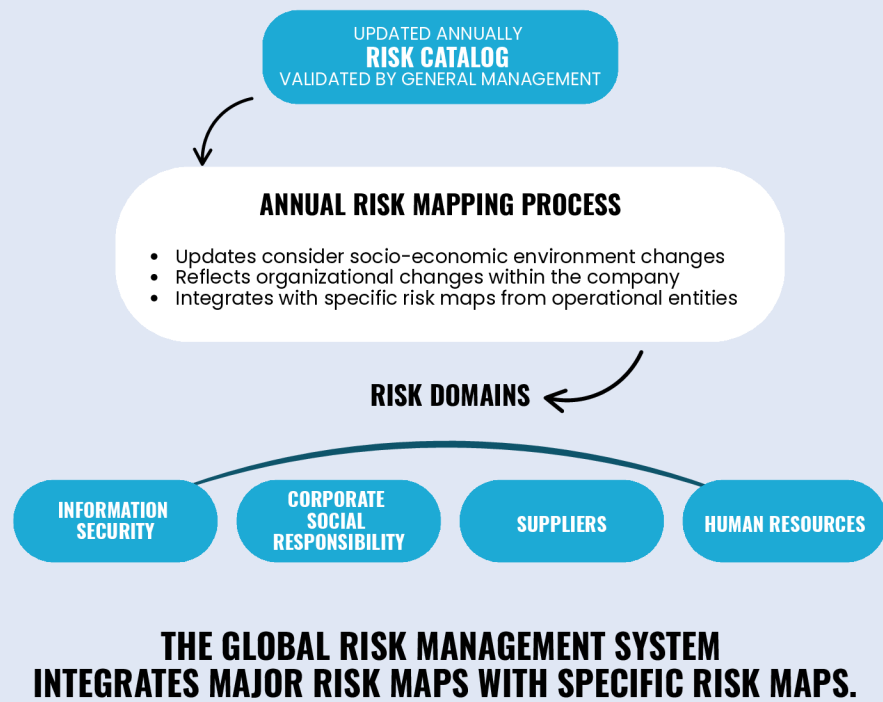 UPDATED ANNUALLY
RISK CATALOG
VALIDATED BY GENERAL MANAGEMENT
ANNUAL RISK MAPPING PROCESS
• Updates consider socio-economic environment changes
• Reflects organizational changes within the company
• Integrates with specific risk maps from operational entities
RISK DOMAINS
INFORMATION
SECURITY
CORPORATE
SOCIAL
RESPONSIBILITY
SUPPLIERS
HUMAN RESOURCES
THE GLOBAL RISK MANAGEMENT SYSTEM
INTEGRATES MAJOR RISK MAPS WITH SPECIFIC RISK MAPS.